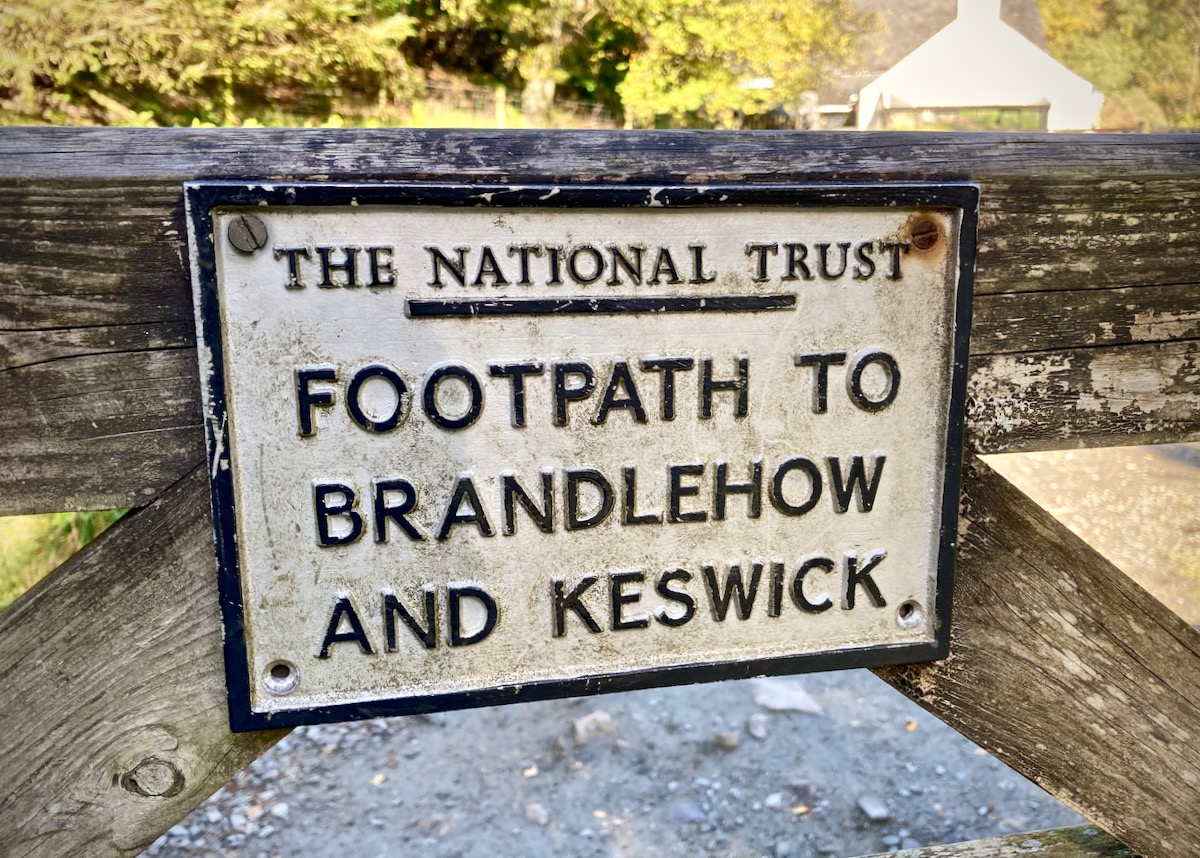 THE NATIONAL TRUST
FOOTPATH TO
BRANDLEHOW
AND KESWICK